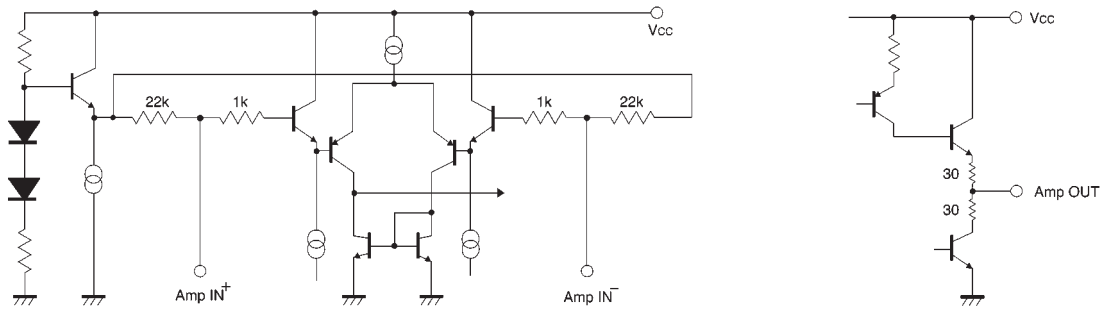 Vcc
22k
1k
1k
22k
Amp IN+
Amp IN−
Vcc
30
Amp OUT
30